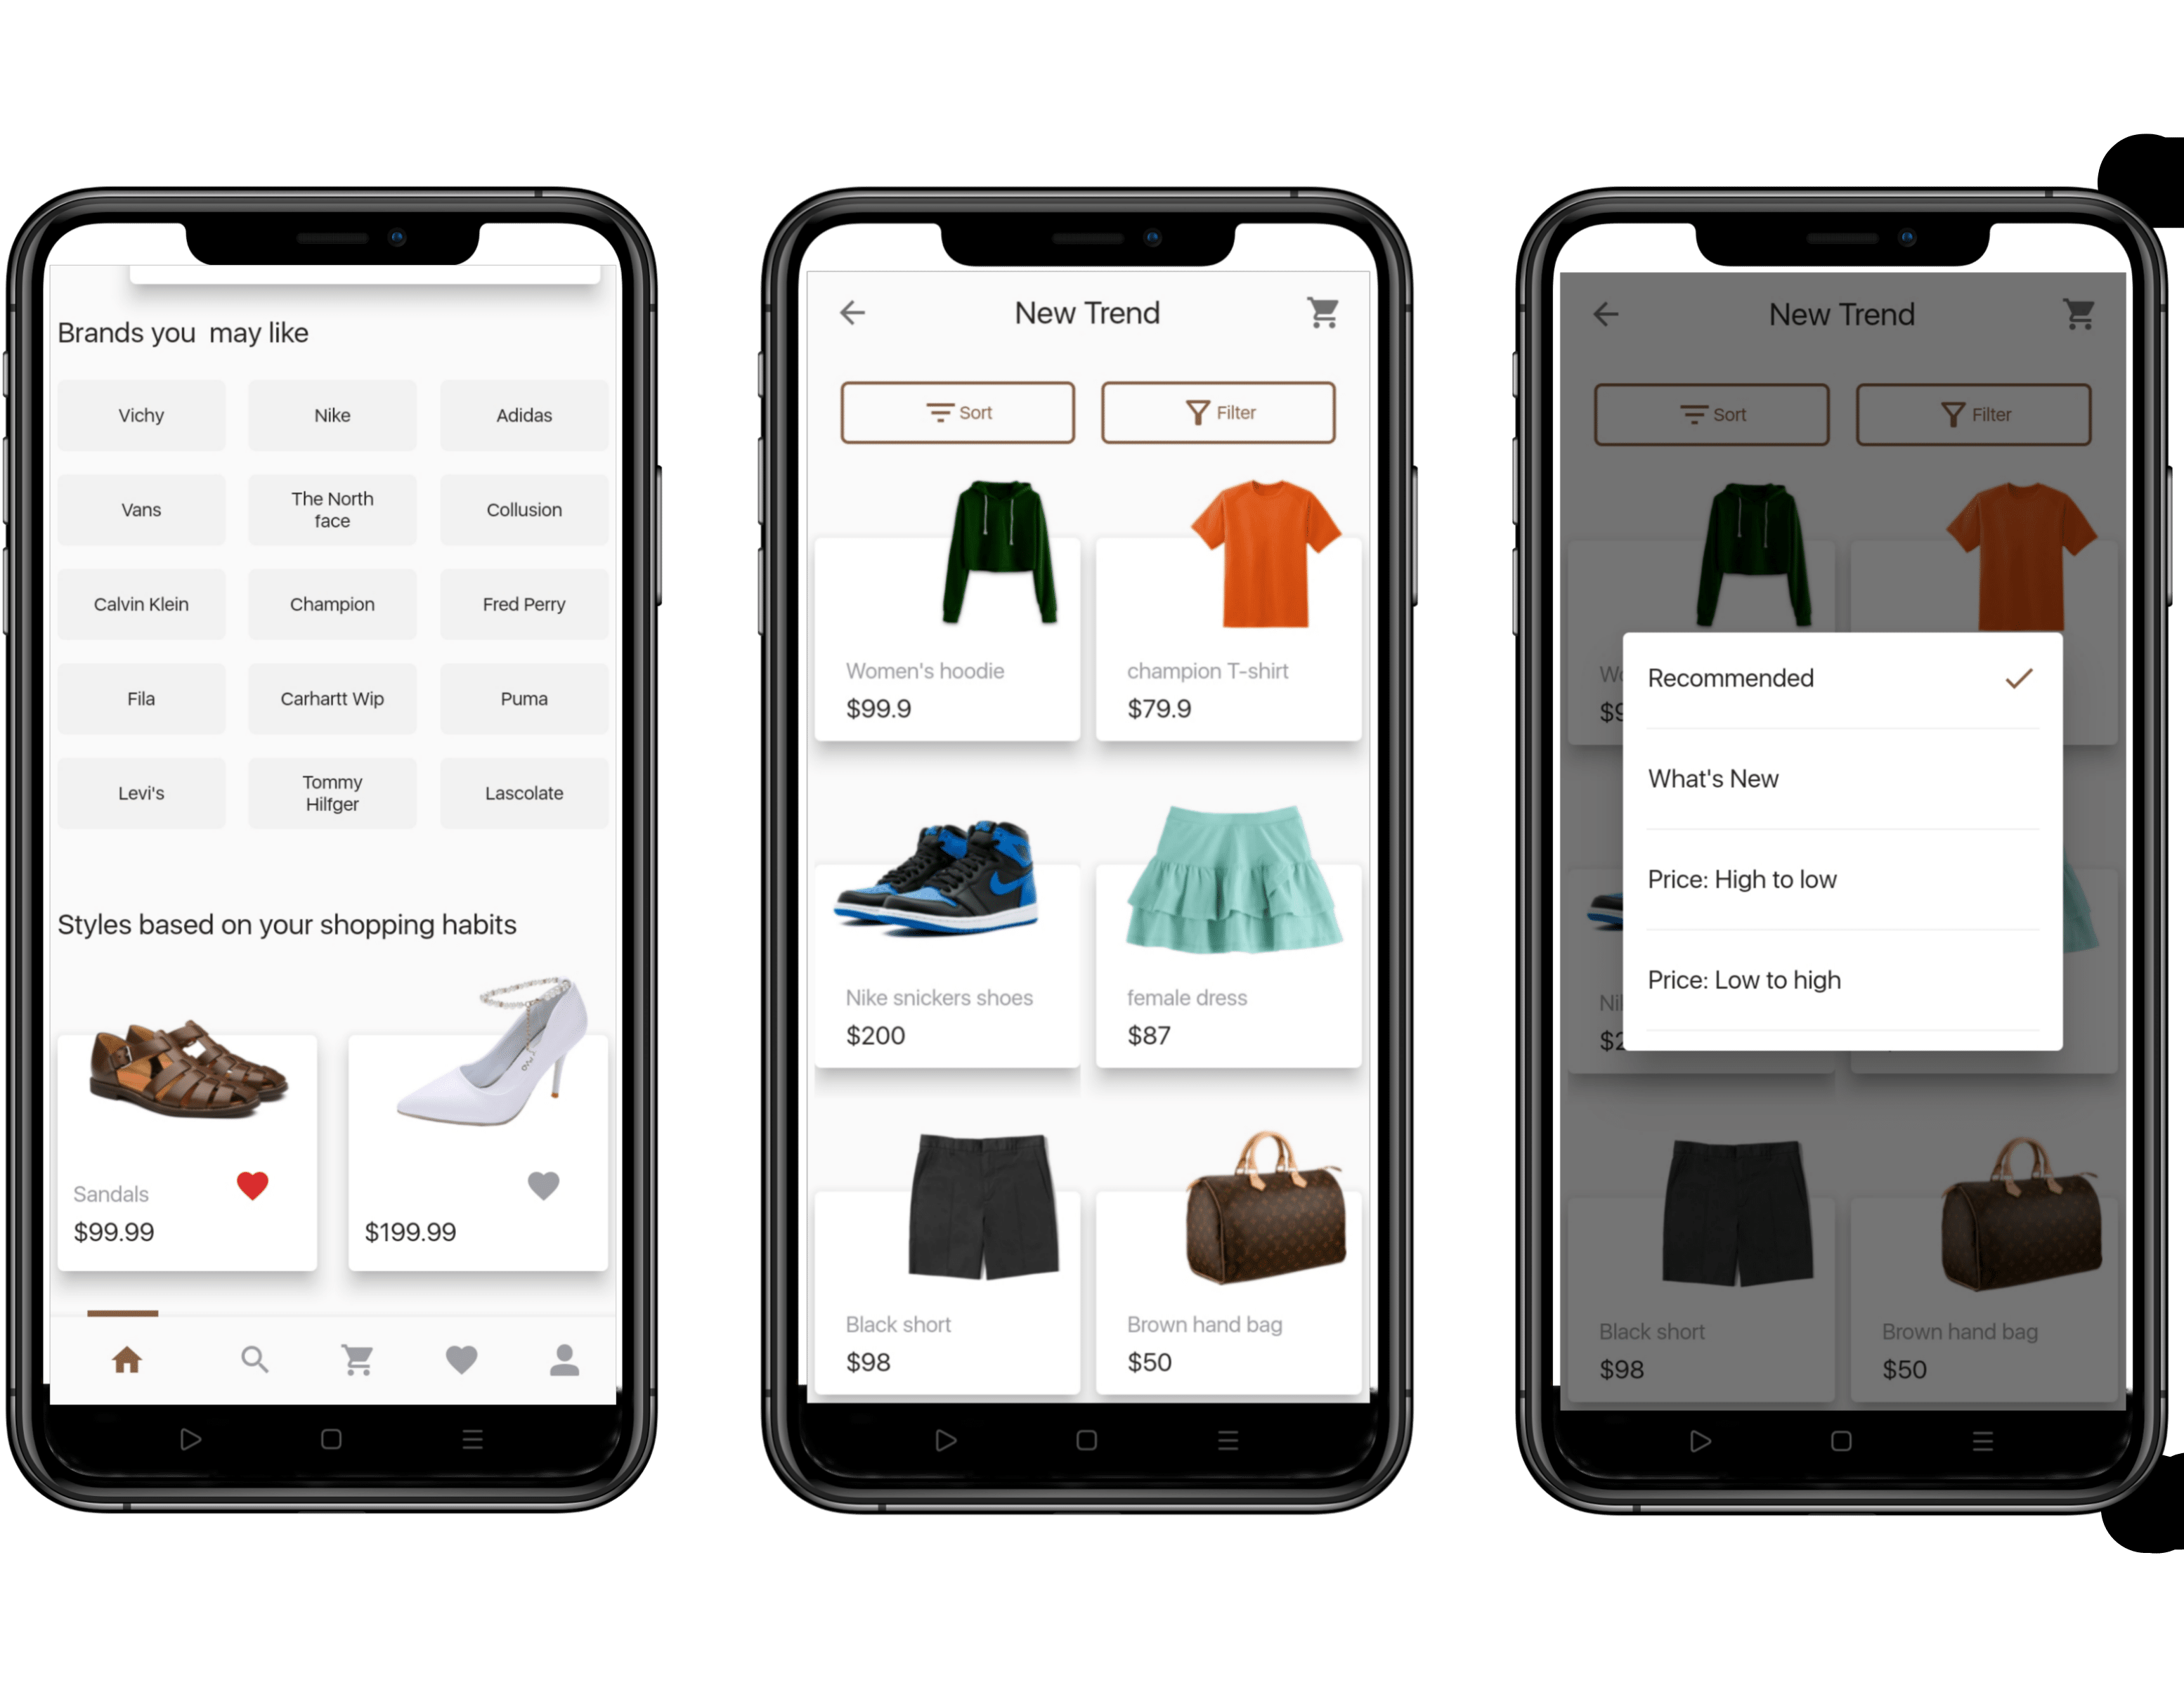 Brands you  may like
Vichy
Nike
Adidas
Vans
The North
face
Collusion
Calvin Klein
Champion
Fred Perry
Fila
Carhartt Wip
Puma
Levi's
Tommy
Hilfger
Lascolate
Styles based on your shopping habits
Sandals
$99.99
$199.99
New Trend
Sort
Filter
Women's hoodie
$99.9
champion T-shirt
$79.9
Nike snickers shoes
$200
female dress
$87
Black short
$98
Brown hand bag
$50
New Trend
Sort
Filter
Recommended
What's New
Price: High to low
Price: Low to high
Black short
$98
Brown hand bag
$50